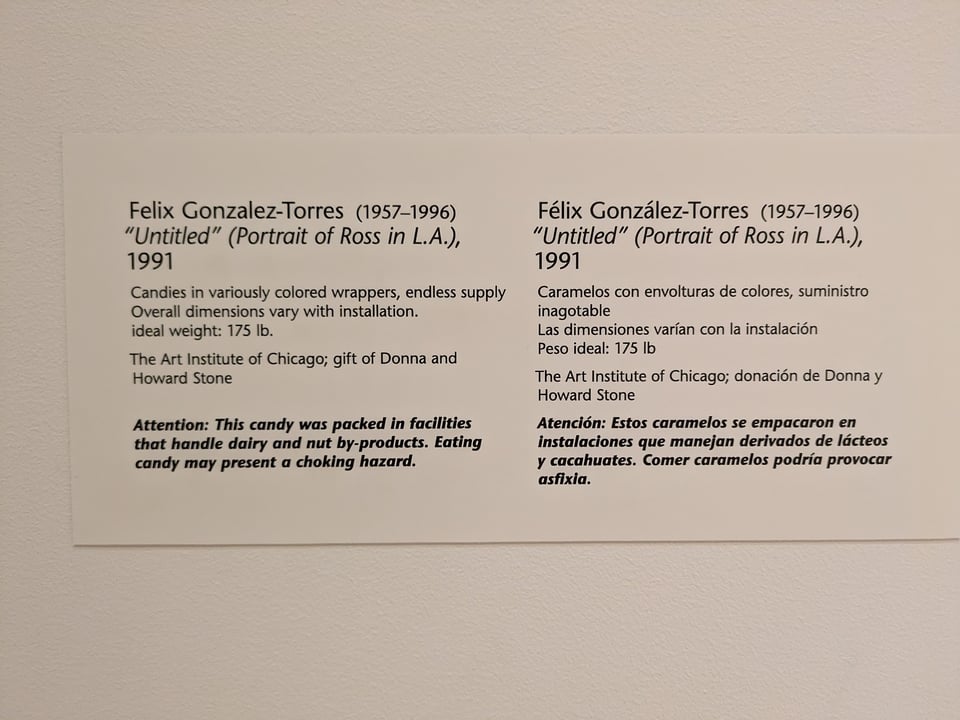 Felix Gonzalez-Torres (1957–1996)
"Untitled" (Portrait of Ross in L.A.),
1991
Candies in variously colored wrappers, endless supply
Overall dimensions vary with installation.
ideal weight: 175 lb.
The Art Institute of Chicago; gift of Donna and
Howard Stone
Attention: This candy was packed in facilities
that handle dairy and nut by-products. Eating
candy may present a choking hazard.
Félix González-Torres (1957–1996)
"Untitled" (Portrait of Ross in L.A.),
1991
Caramelos con envolturas de colores, suministro
inagotable
Las dimensiones varían con la instalación
Peso ideal: 175 lb
The Art Institute of Chicago; donación de Donna y
Howard Stone
Atención: Estos caramelos se empacaron en
instalaciones que manejan derivados de lácteos
y cacahuates. Comer caramelos podría provocar
asfixia.